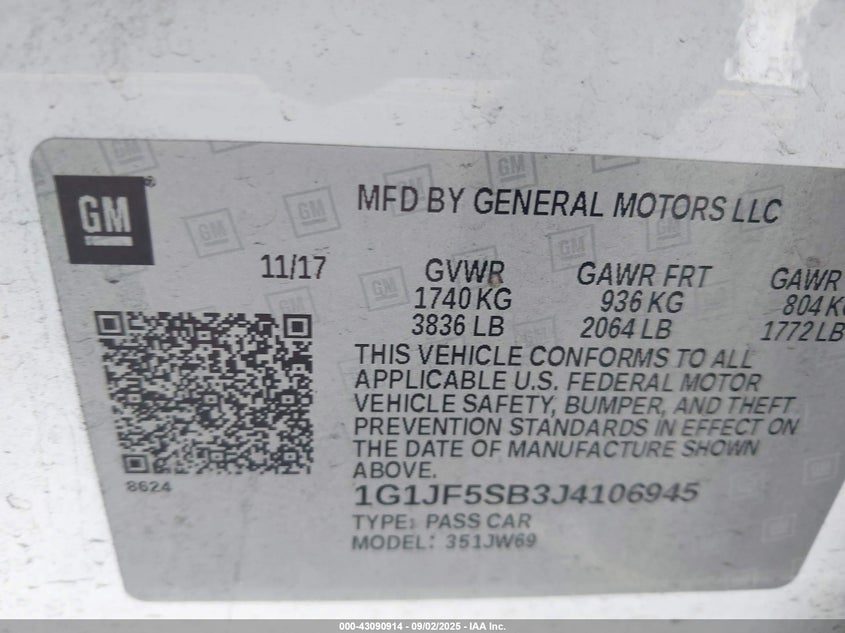 GM
MFD BY GENERAL MOTORS LLC
11/17
GVWR GAWR FRT GAWR
1740 KG 936 KG 804 KG
3836 LB 2064 LB 1772 LB
THIS VEHICLE CONFORMS TO ALL
APPLICABLE U.S. FEDERAL MOTOR
VEHICLE SAFETY, BUMPER, AND THEFT
PREVENTION STANDARDS IN EFFECT ON
THE DATE OF MANUFACTURE SHOWN
ABOVE.
8624
1G1JF5SB3J4106945
TYPE: PASS CAR
MODEL: 351JW69
000-43090914 - 09/02/2025 - IAA Inc.